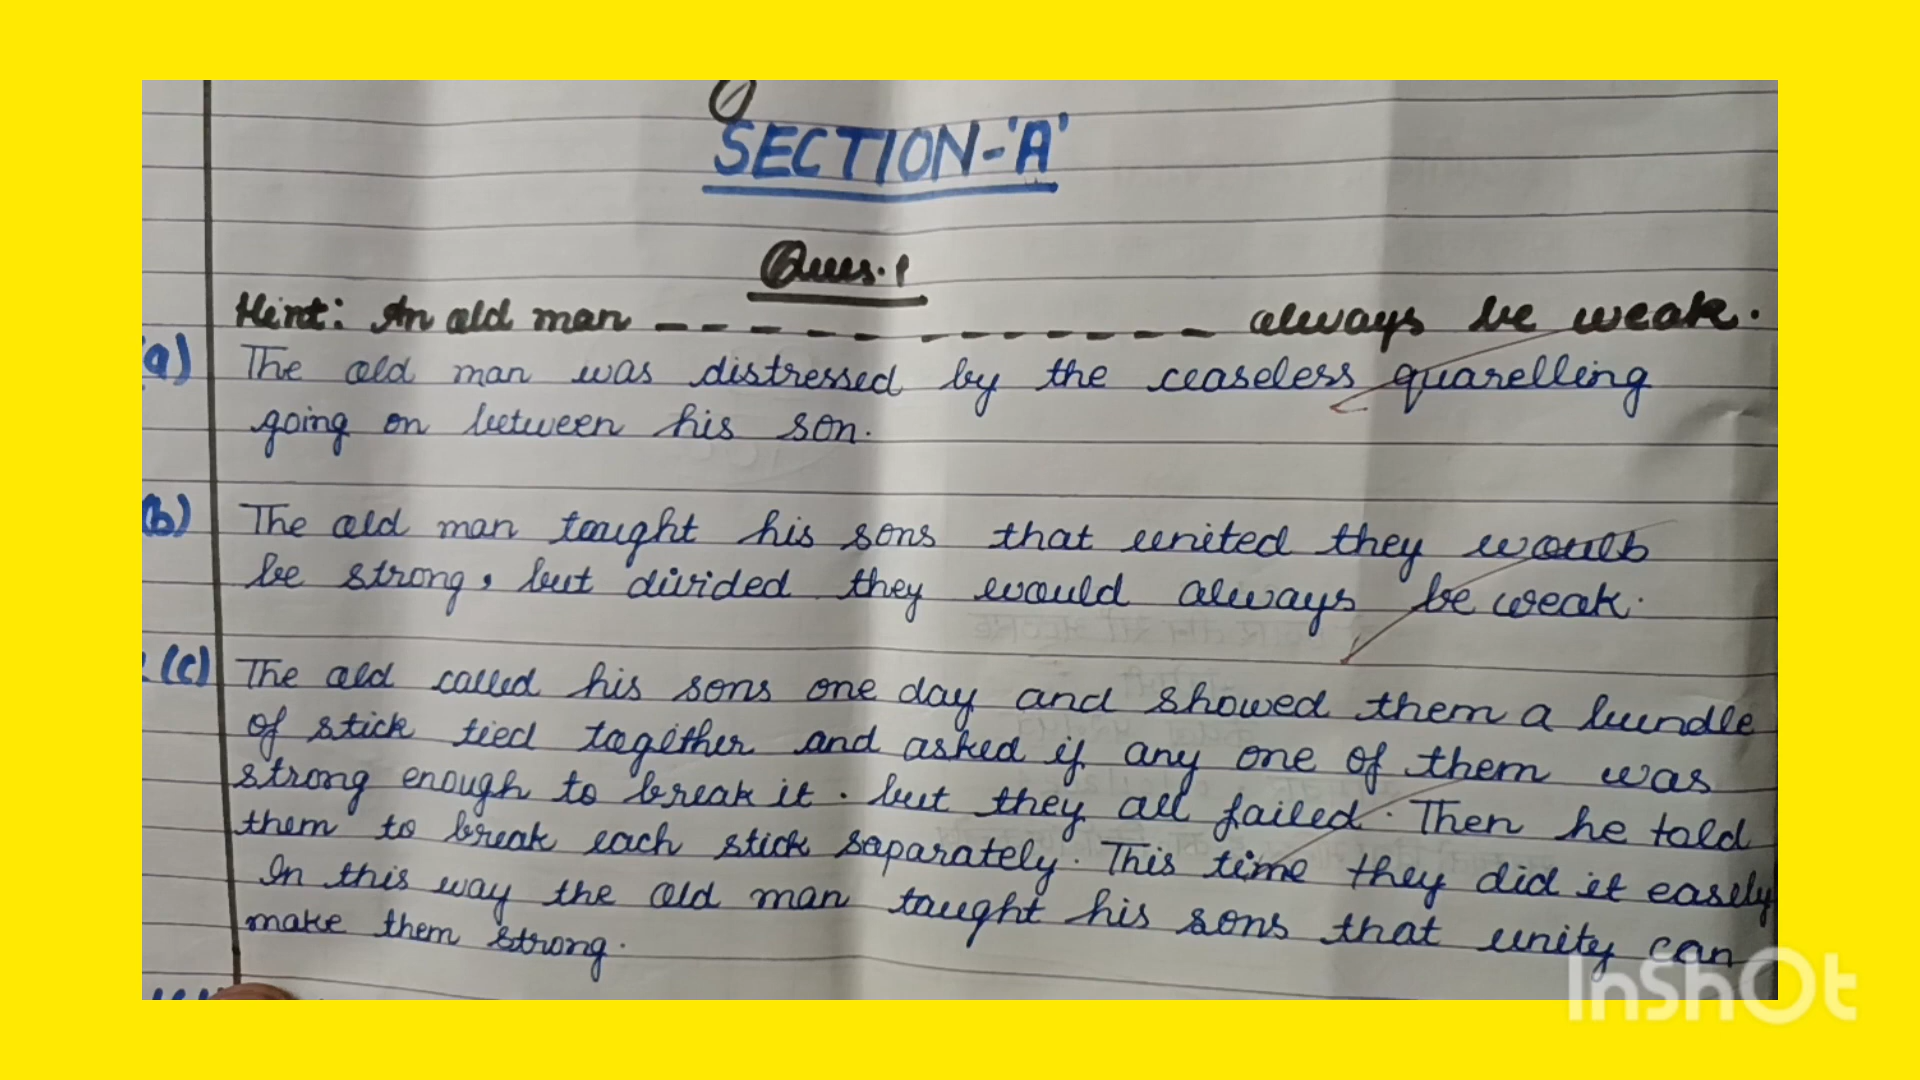 SECTION-'A'
Ques.1
Hint: An old man - - - - - - - - - - - - always be weak.
(a) The old man was distressed by the ceaseless quarelling
going on between his son.
(b) The old man taught his sons that united they would
be strong, but divided they would always be weak.
(c) The old called his sons one day and showed them a bundle
of stick tied together and asked if any one of them was
strong enough to break it. but they all failed. Then he told
them to break each stick saparately. This time they did it easely
In this way the old man taught his sons that unity can
make them strong.
InShOt